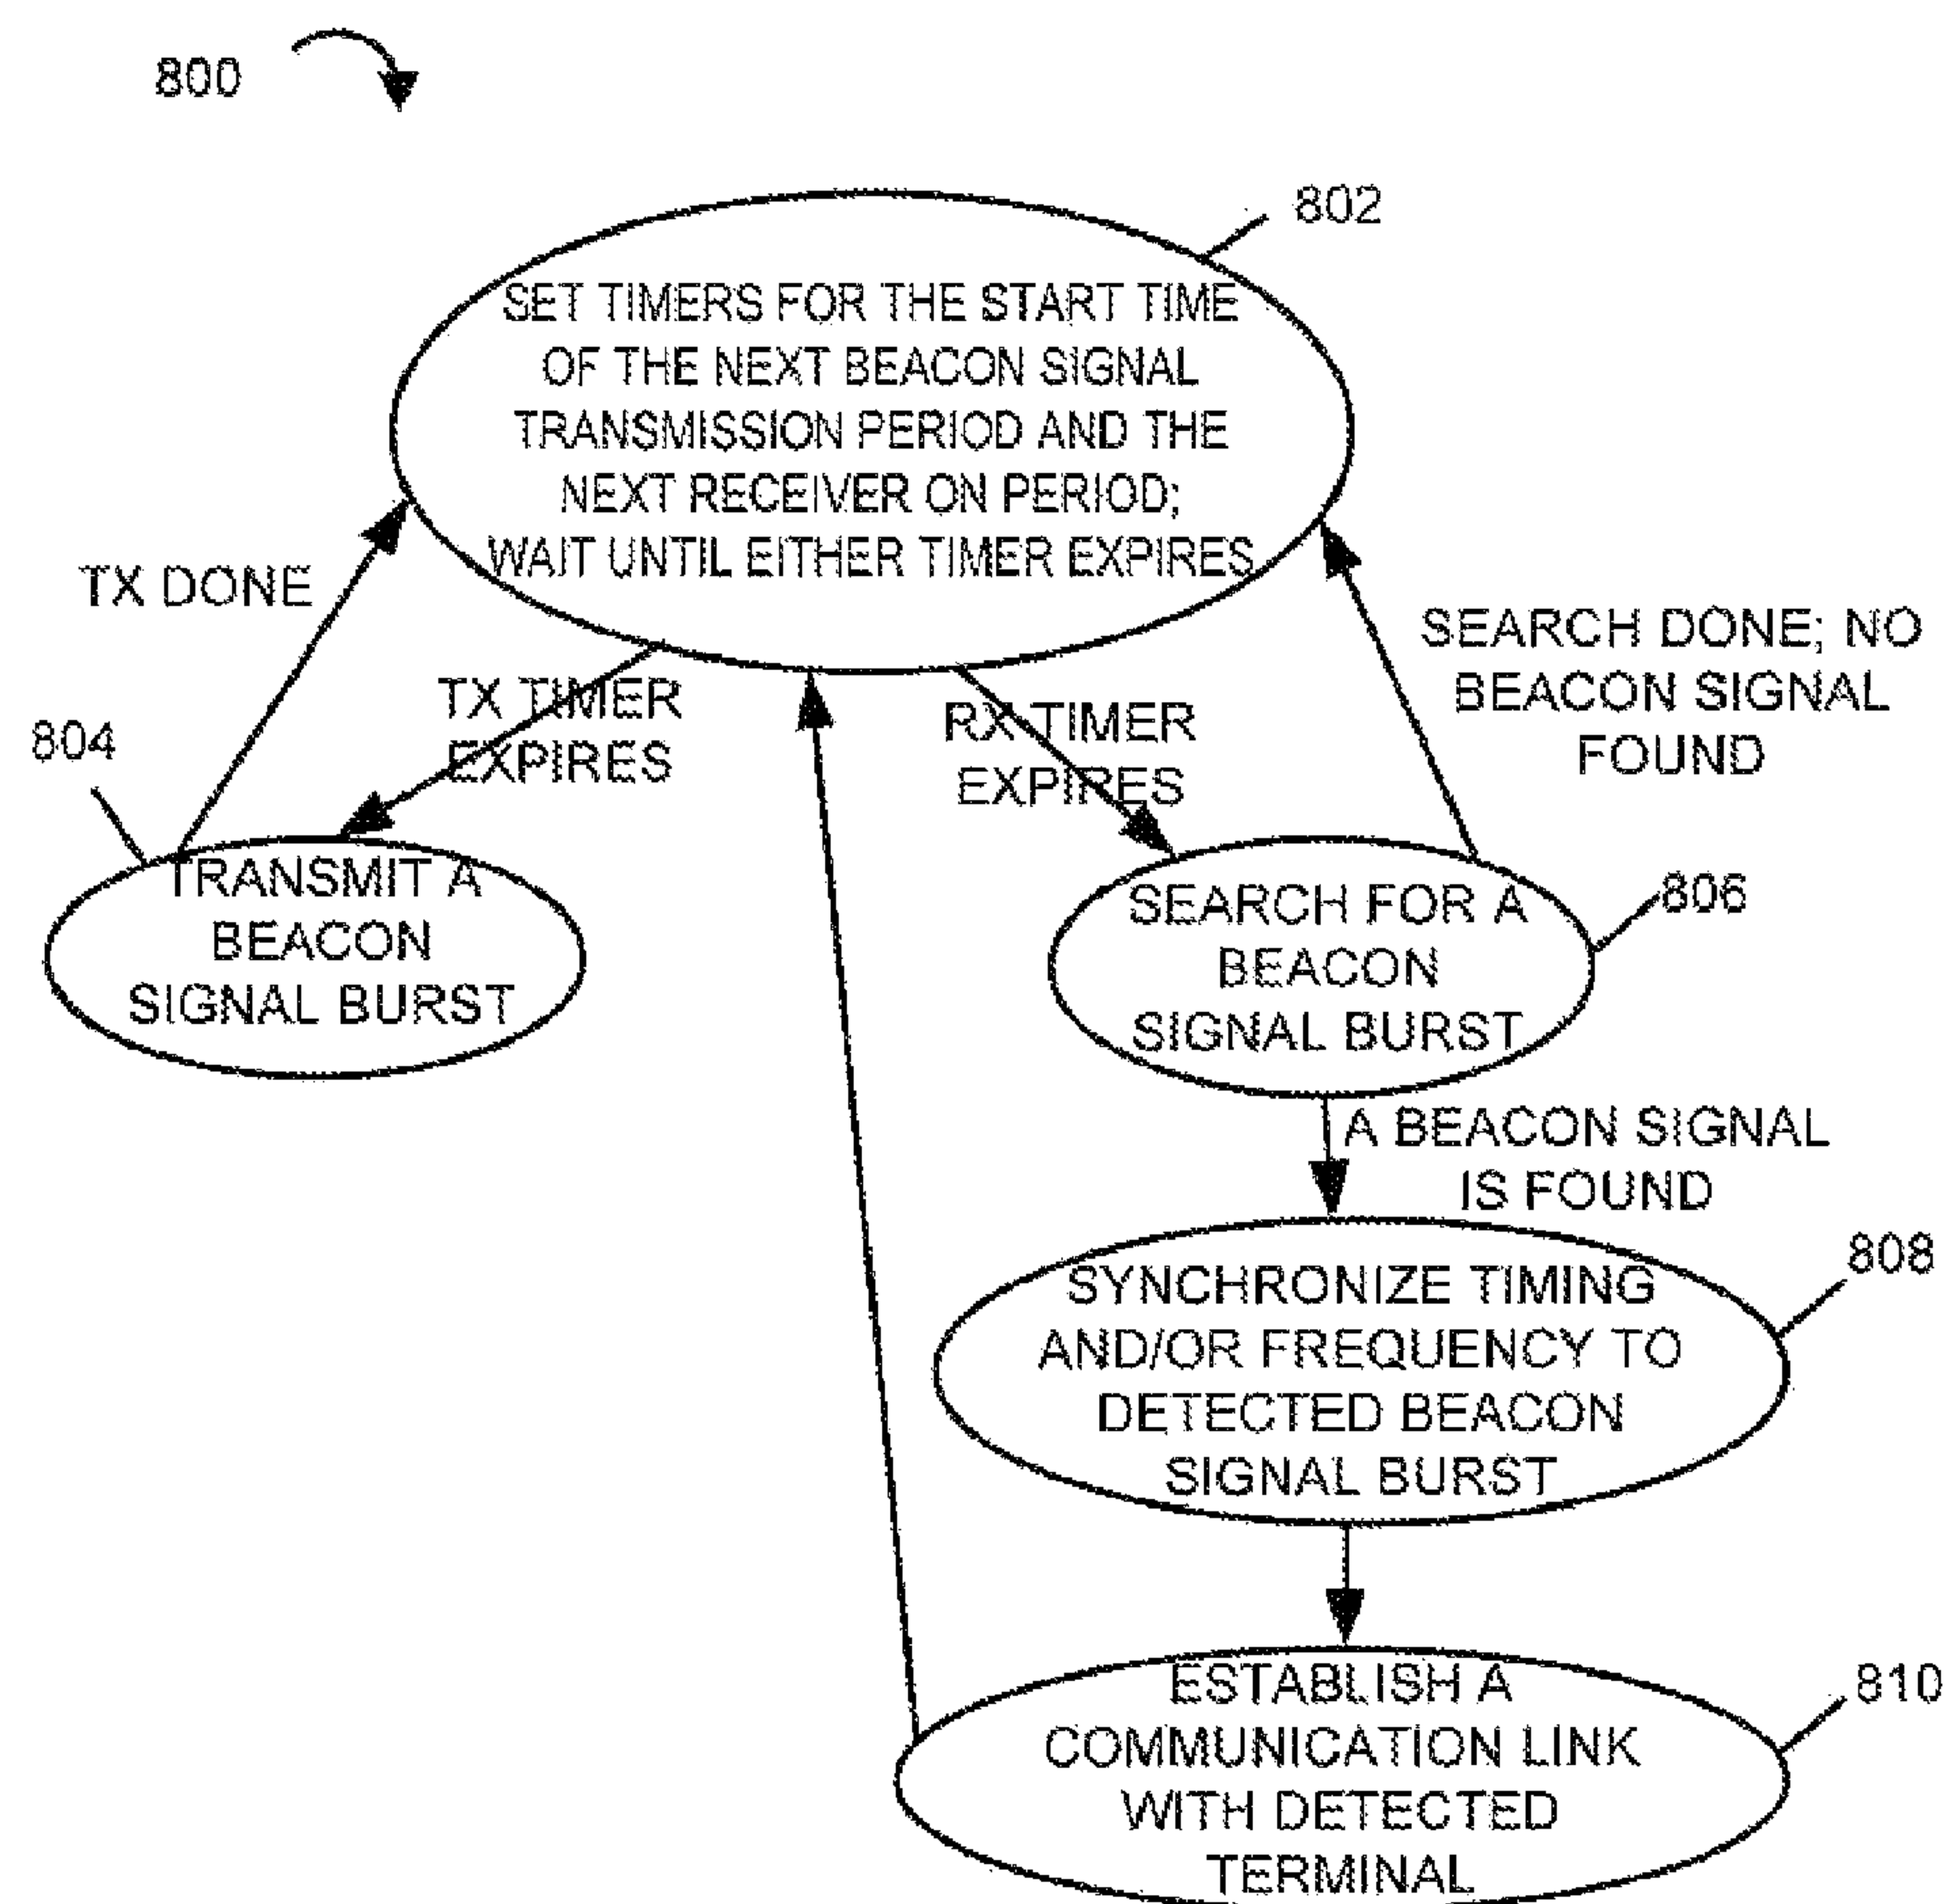 800
802
SET TIMERS FOR THE START TIME
OF THE NEXT BEACON SIGNAL
TRANSMISSION PERIOD AND THE
NEXT RECEIVER ON PERIOD;
WAIT UNTIL EITHER TIMER EXPIRES
TX DONE
TX TIMER
EXPIRES
RX TIMER
EXPIRES
SEARCH DONE; NO
BEACON SIGNAL
FOUND
804
TRANSMIT A
BEACON
SIGNAL BURST
806
SEARCH FOR A
BEACON
SIGNAL BURST
A BEACON SIGNAL
IS FOUND
808
SYNCHRONIZE TIMING
AND/OR FREQUENCY TO
DETECTED BEACON
SIGNAL BURST
810
ESTABLISH A
COMMUNICATION LINK
WITH DETECTED
TERMINAL